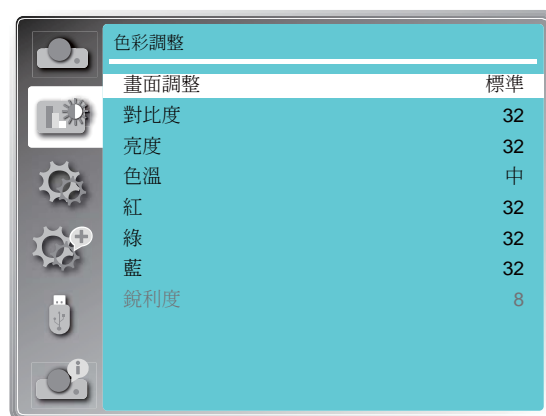 色彩調整
畫面調整 標準
對比度 32
亮度 32
色溫 中
紅 32
綠 32
藍 32
銳利度 8